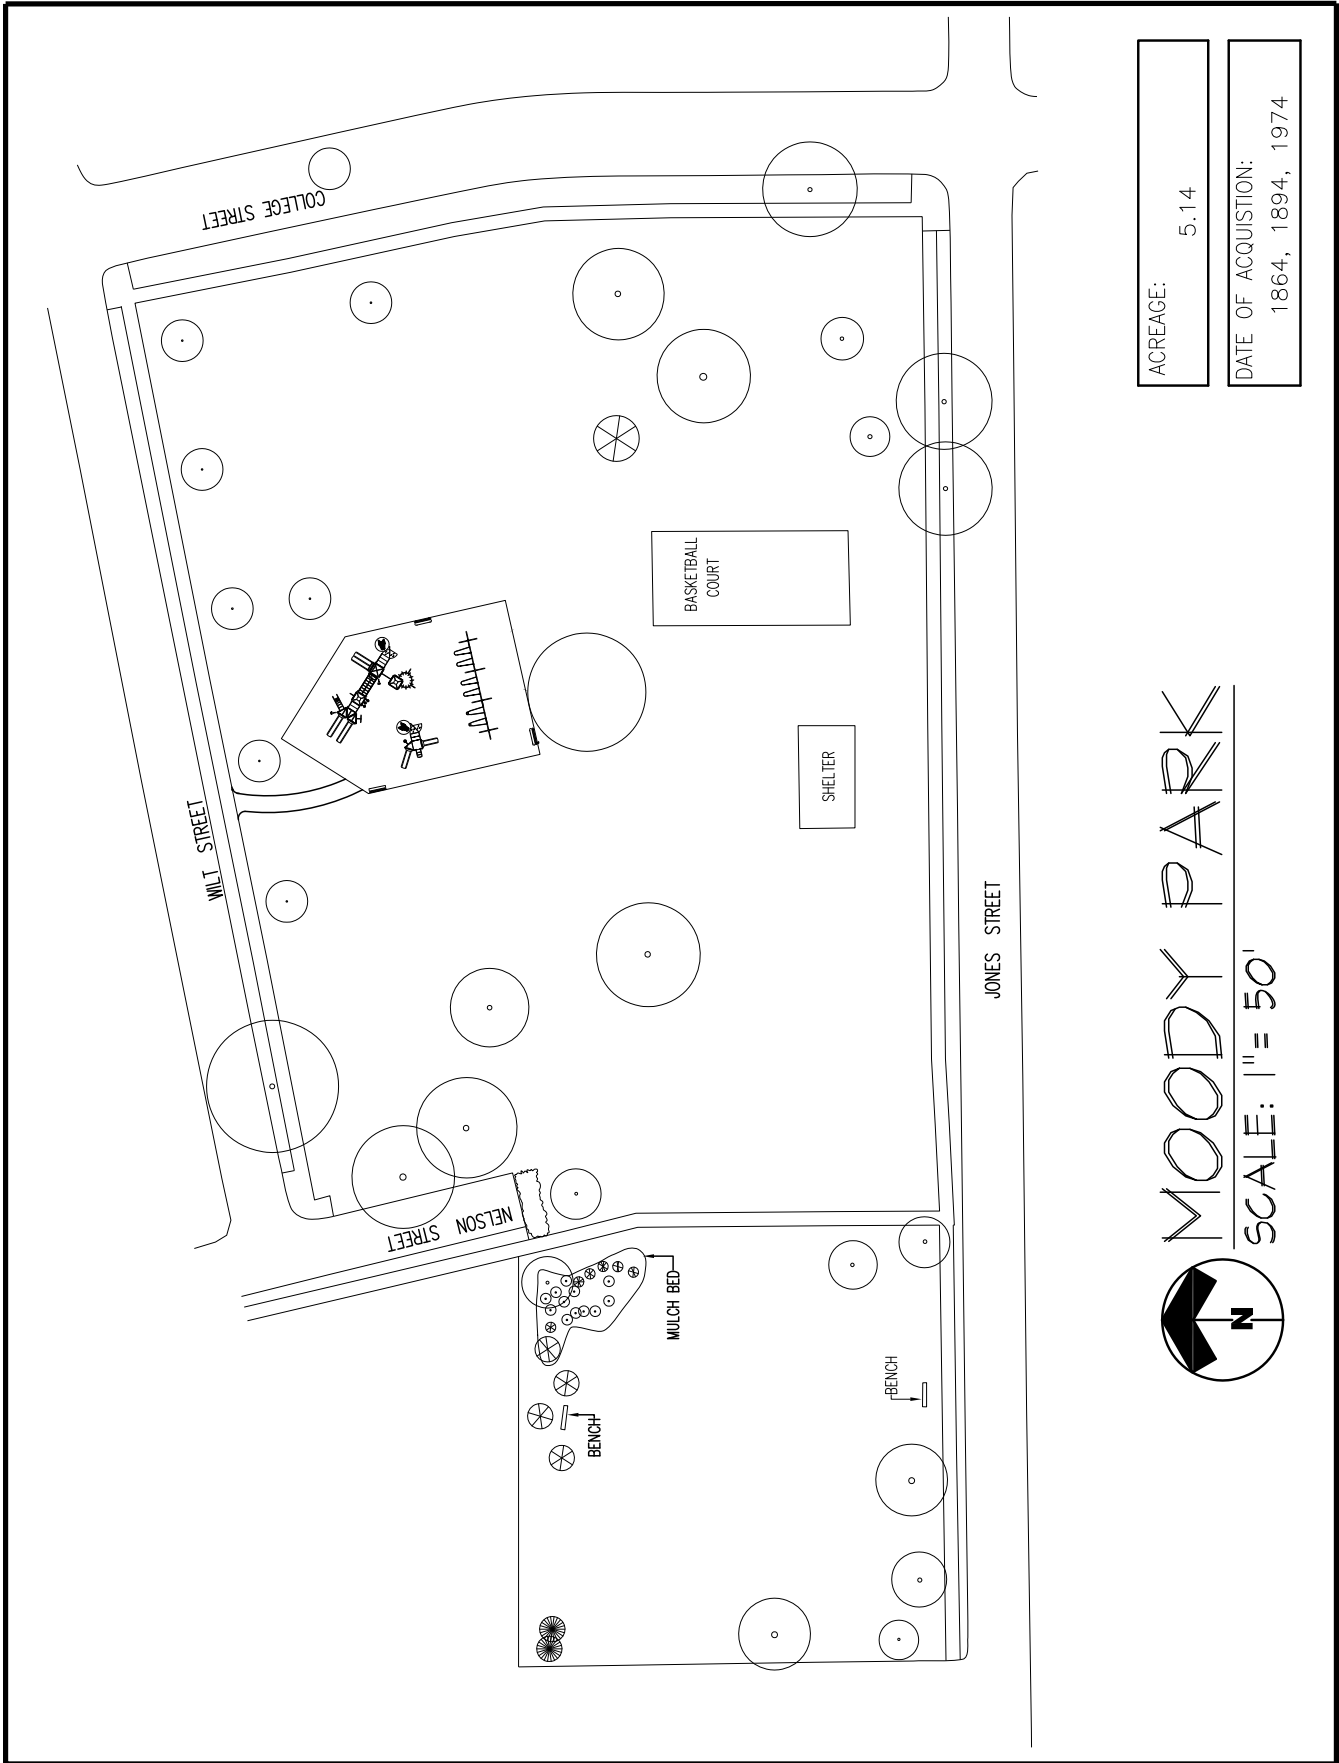 COLLEGE STREET
WILT STREET
NELSON STREET
JONES STREET
BASKETBALL
COURT
SHELTER
MULCH BED
BENCH
BENCH
ACREAGE:
5.14
DATE OF ACQUISTION:
1864, 1894, 1974
MOODY PARK
SCALE: 1"= 50'
N